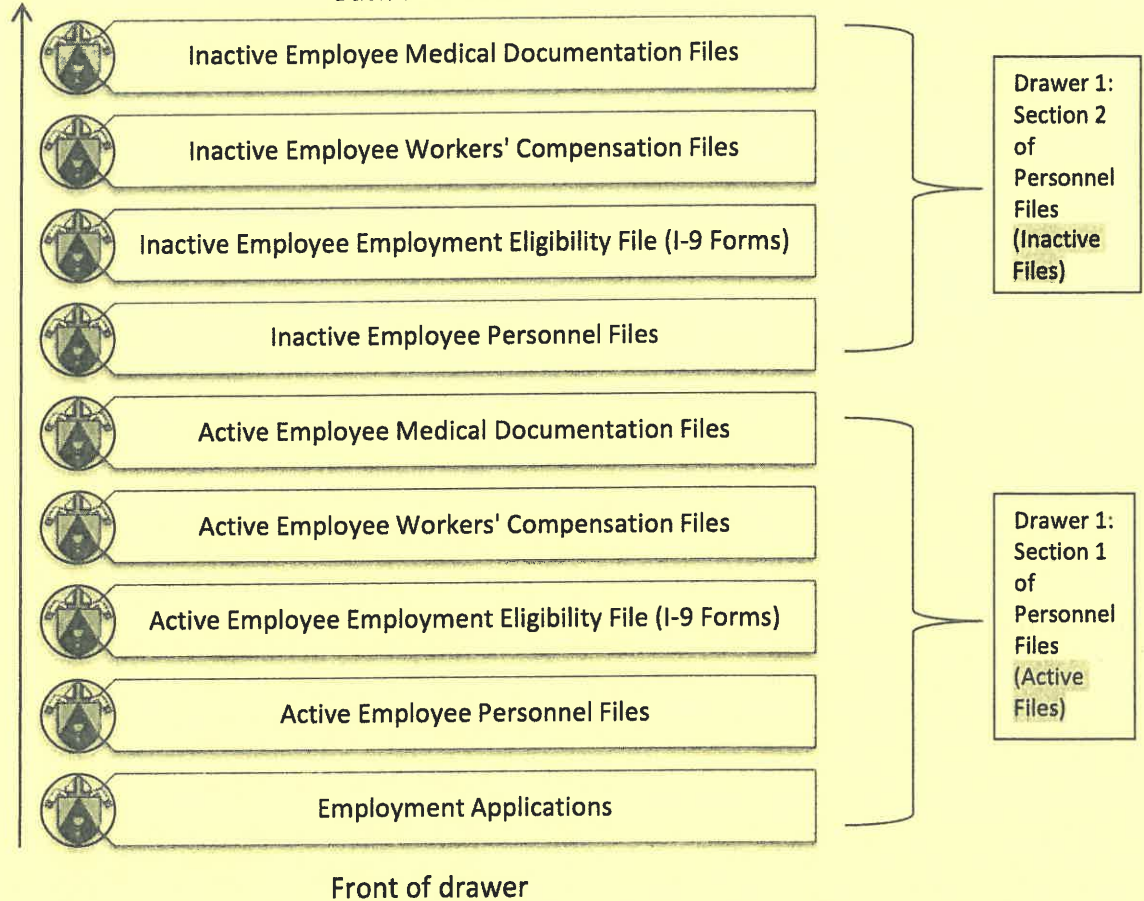 Inactive Employee Medical Documentation Files
Inactive Employee Workers' Compensation Files
Inactive Employee Employment Eligibility File (I-9 Forms)
Inactive Employee Personnel Files
Drawer 1:
Section 2
of
Personnel
Files
(Inactive
Files)
Active Employee Medical Documentation Files
Active Employee Workers' Compensation Files
Active Employee Employment Eligibility File (I-9 Forms)
Active Employee Personnel Files
Employment Applications
Drawer 1:
Section 1
of
Personnel
Files
(Active
Files)
Front of drawer